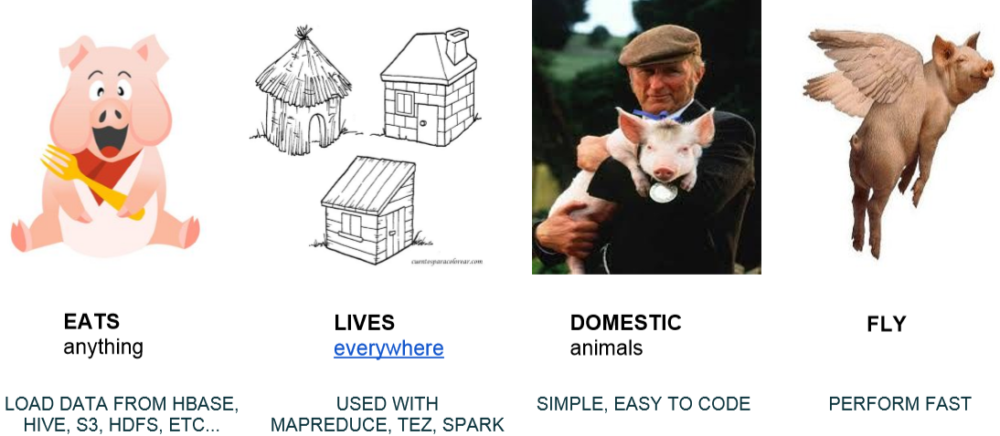 cuentosparacolorear.com
EATS
anything
LIVES
everywhere
DOMESTIC
animals
FLY
LOAD DATA FROM HBASE,
HIVE, S3, HDFS, ETC...
USED WITH
MAPREDUCE, TEZ, SPARK
SIMPLE, EASY TO CODE
PERFORM FAST